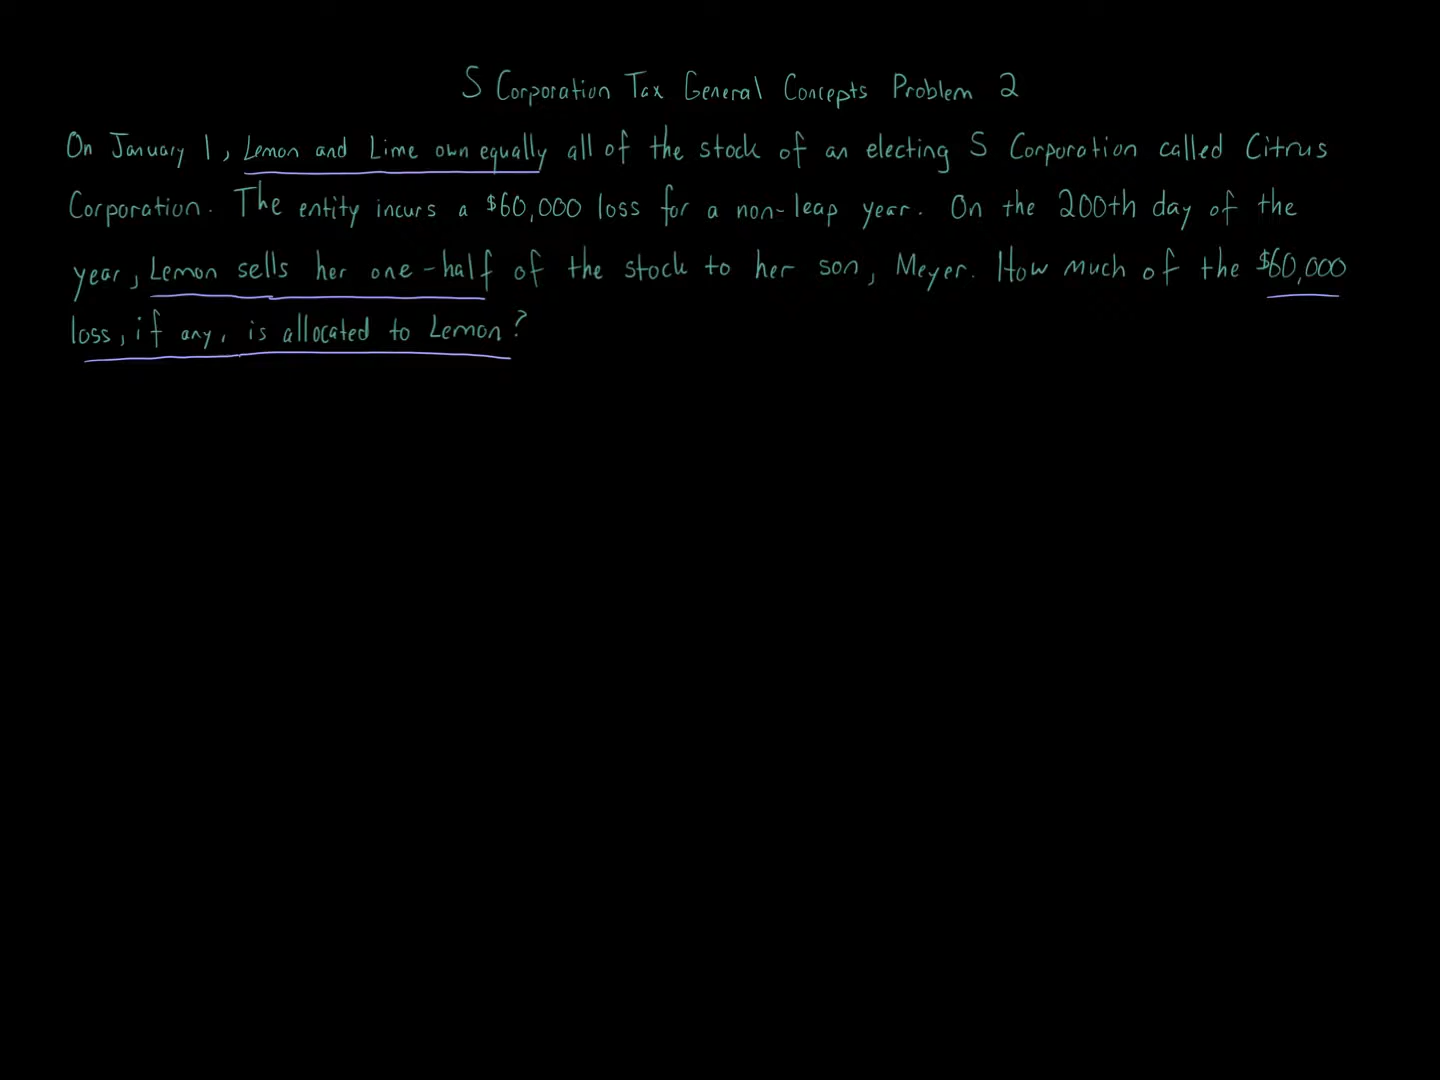 S Corporation Tax General Concepts Problem 2
On January 1, Lemon and Lime own equally all of the stock of an electing S Corporation called Citrus
Corporation. The entity incurs a $60,000 loss for a non-leap year. On the 200th day of the
year, Lemon sells her one-half of the stock to her son, Meyer. How much of the $60,000
loss, if any, is allocated to Lemon?